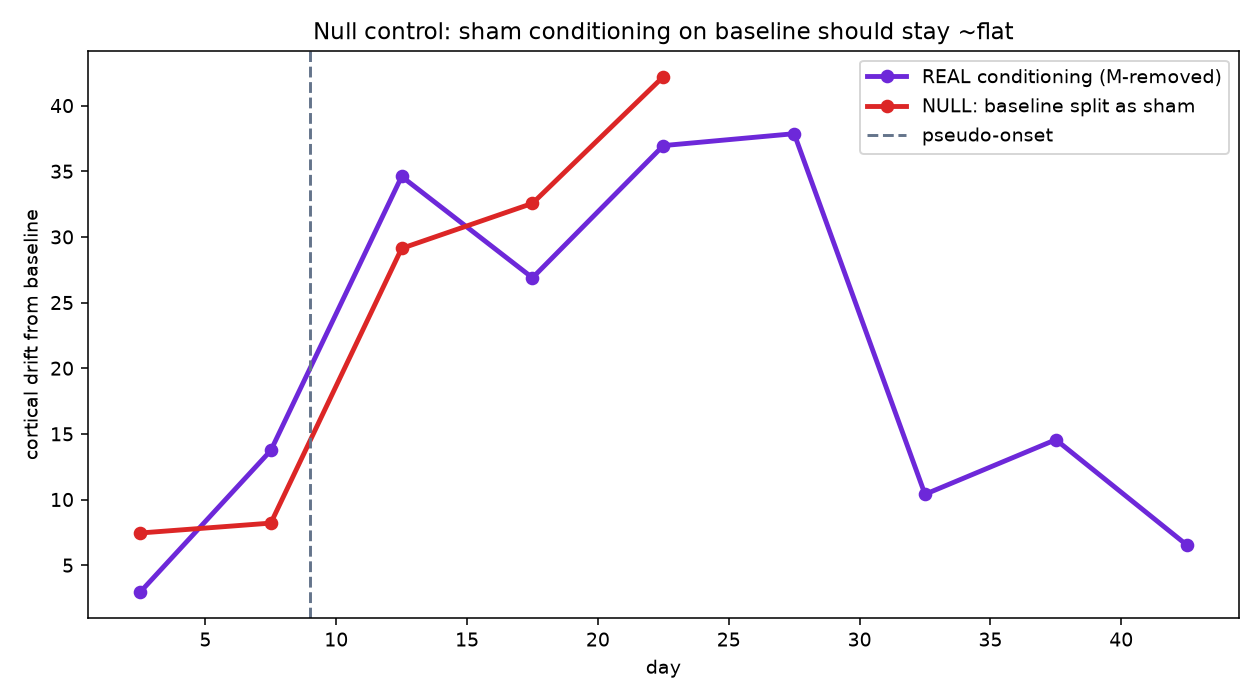 Null control: sham conditioning on baseline should stay ~flat
REAL conditioning (M-removed)
NULL: baseline split as sham
pseudo-onset
cortical drift from baseline
40
35
30
25
20
15
10
5
5 10 15 20 25 30 35 40
day